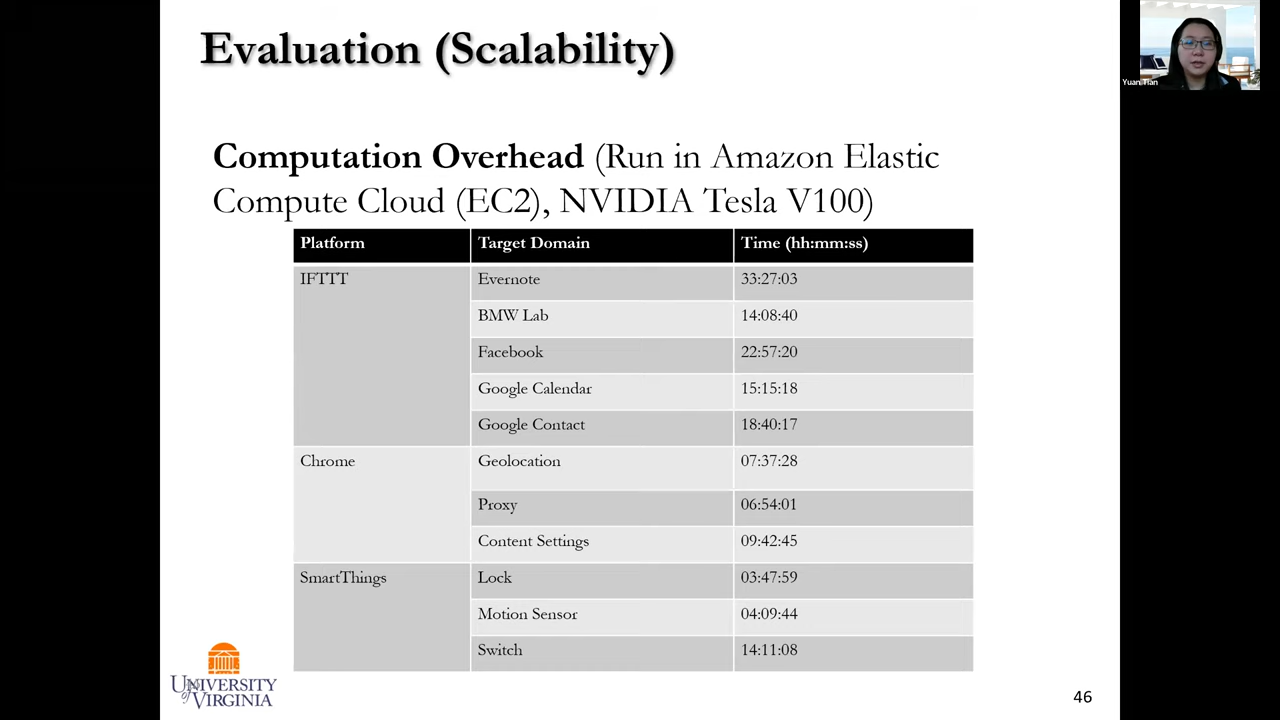 Evaluation (Scalability)
Yuan Tian
Computation Overhead (Run in Amazon Elastic
Compute Cloud (EC2), NVIDIA Tesla V100)
Platform Target Domain Time (hh:mm:ss)
IFTTT Evernote 33:27:03
BMW Lab 14:08:40
Facebook 22:57:20
Google Calendar 15:15:18
Google Contact 18:40:17
Chrome Geolocation 07:37:28
Proxy 06:54:01
Content Settings 09:42:45
SmartThings Lock 03:47:59
Motion Sensor 04:09:44
Switch 14:11:08
UNIVERSITY
of VIRGINIA
46